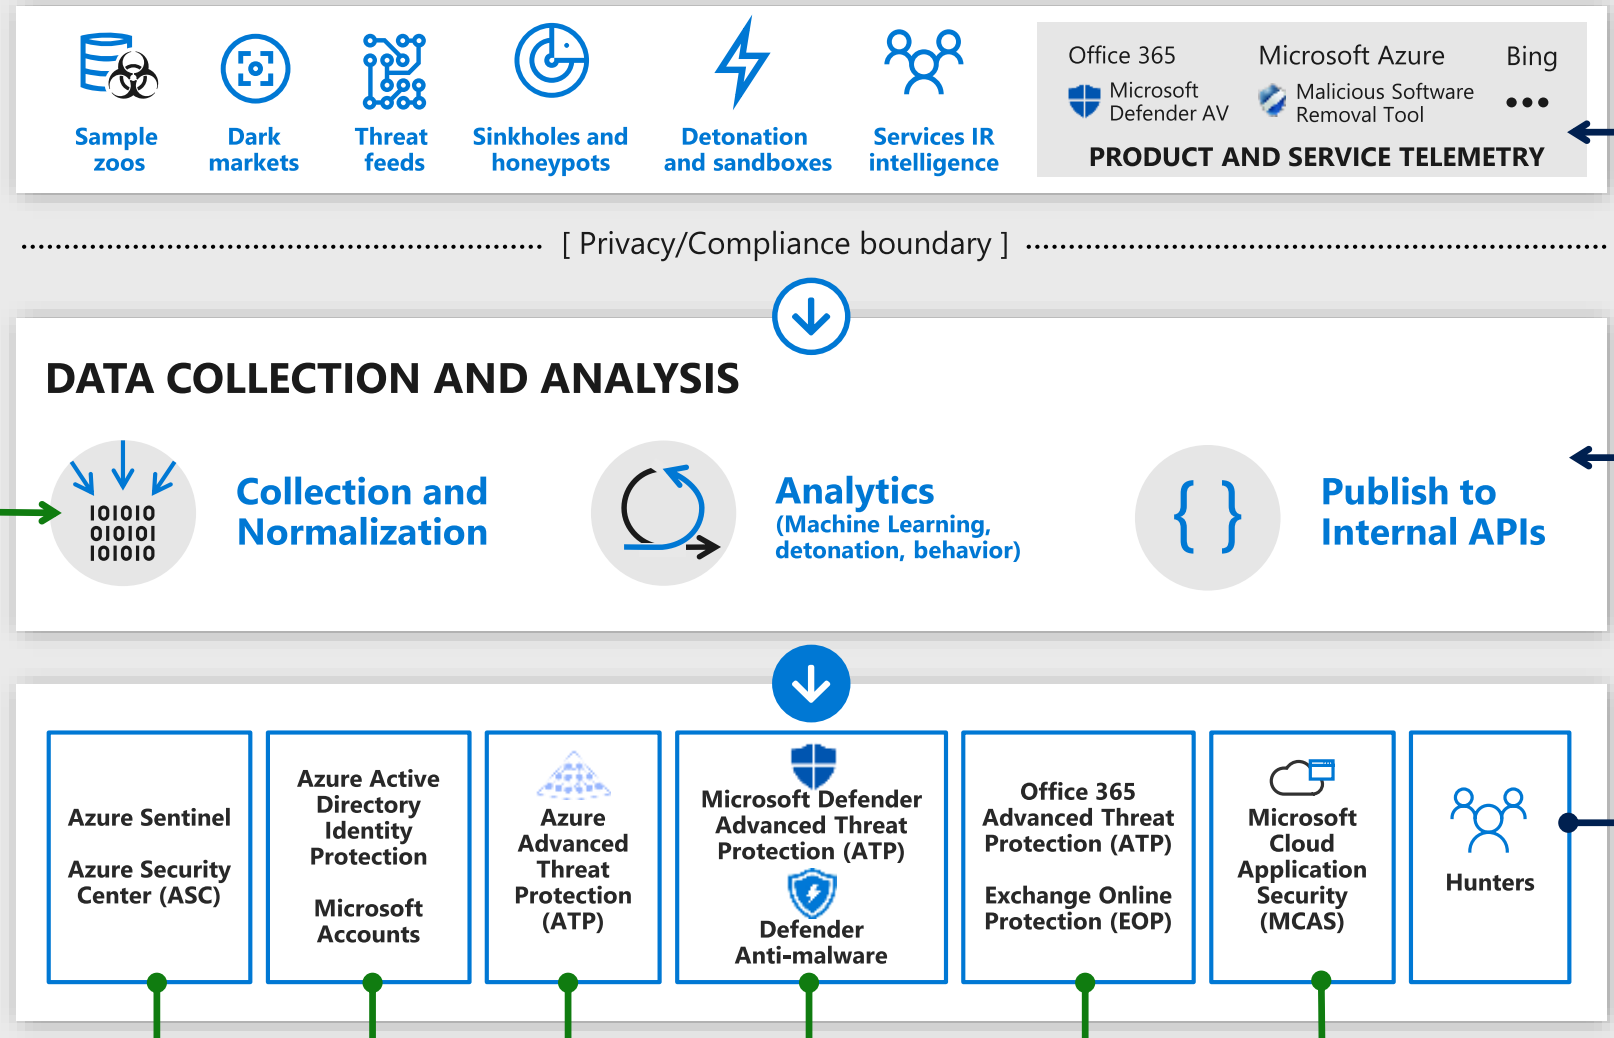 Sample
zoos
Dark
markets
Threat
feeds
Sinkholes and
honeypots
Detonation
and sandboxes
Services IR
intelligence
Office 365
Microsoft Azure
Bing
Microsoft
Defender AV
Malicious Software
Removal Tool
•••
PRODUCT AND SERVICE TELEMETRY
[ Privacy/Compliance boundary ]
DATA COLLECTION AND ANALYSIS
101010
010101
101010
Collection and
Normalization
Analytics
(Machine Learning,
detonation, behavior)
{ }
Publish to
Internal APIs
Azure Sentinel
Azure Security
Center (ASC)
Azure Active
Directory
Identity
Protection
Microsoft
Accounts
Azure
Advanced
Threat
Protection
(ATP)
Microsoft Defender
Advanced Threat
Protection (ATP)
Defender
Anti-malware
Office 365
Advanced Threat
Protection (ATP)
Exchange Online
Protection (EOP)
Microsoft
Cloud
Application
Security
(MCAS)
Hunters